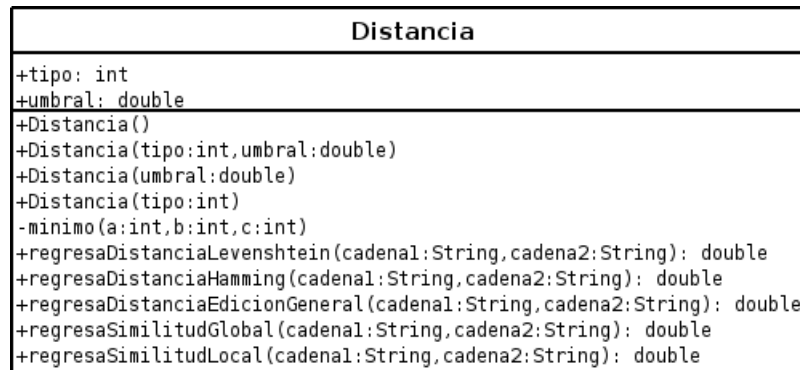 Distancia
+tipo: int
+umbral: double
+Distancia()
+Distancia(tipo:int,umbral:double)
+Distancia(umbral:double)
+Distancia(tipo:int)
-minimo(a:int,b:int,c:int)
+regresaDistanciaLevenshtein(cadena1:String,cadena2:String): double
+regresaDistanciaHamming(cadena1:String,cadena2:String): double
+regresaDistanciaEdicionGeneral(cadena1:String,cadena2:String): double
+regresaSimilitudGlobal(cadena1:String,cadena2:String): double
+regresaSimilitudLocal(cadena1:String,cadena2:String): double